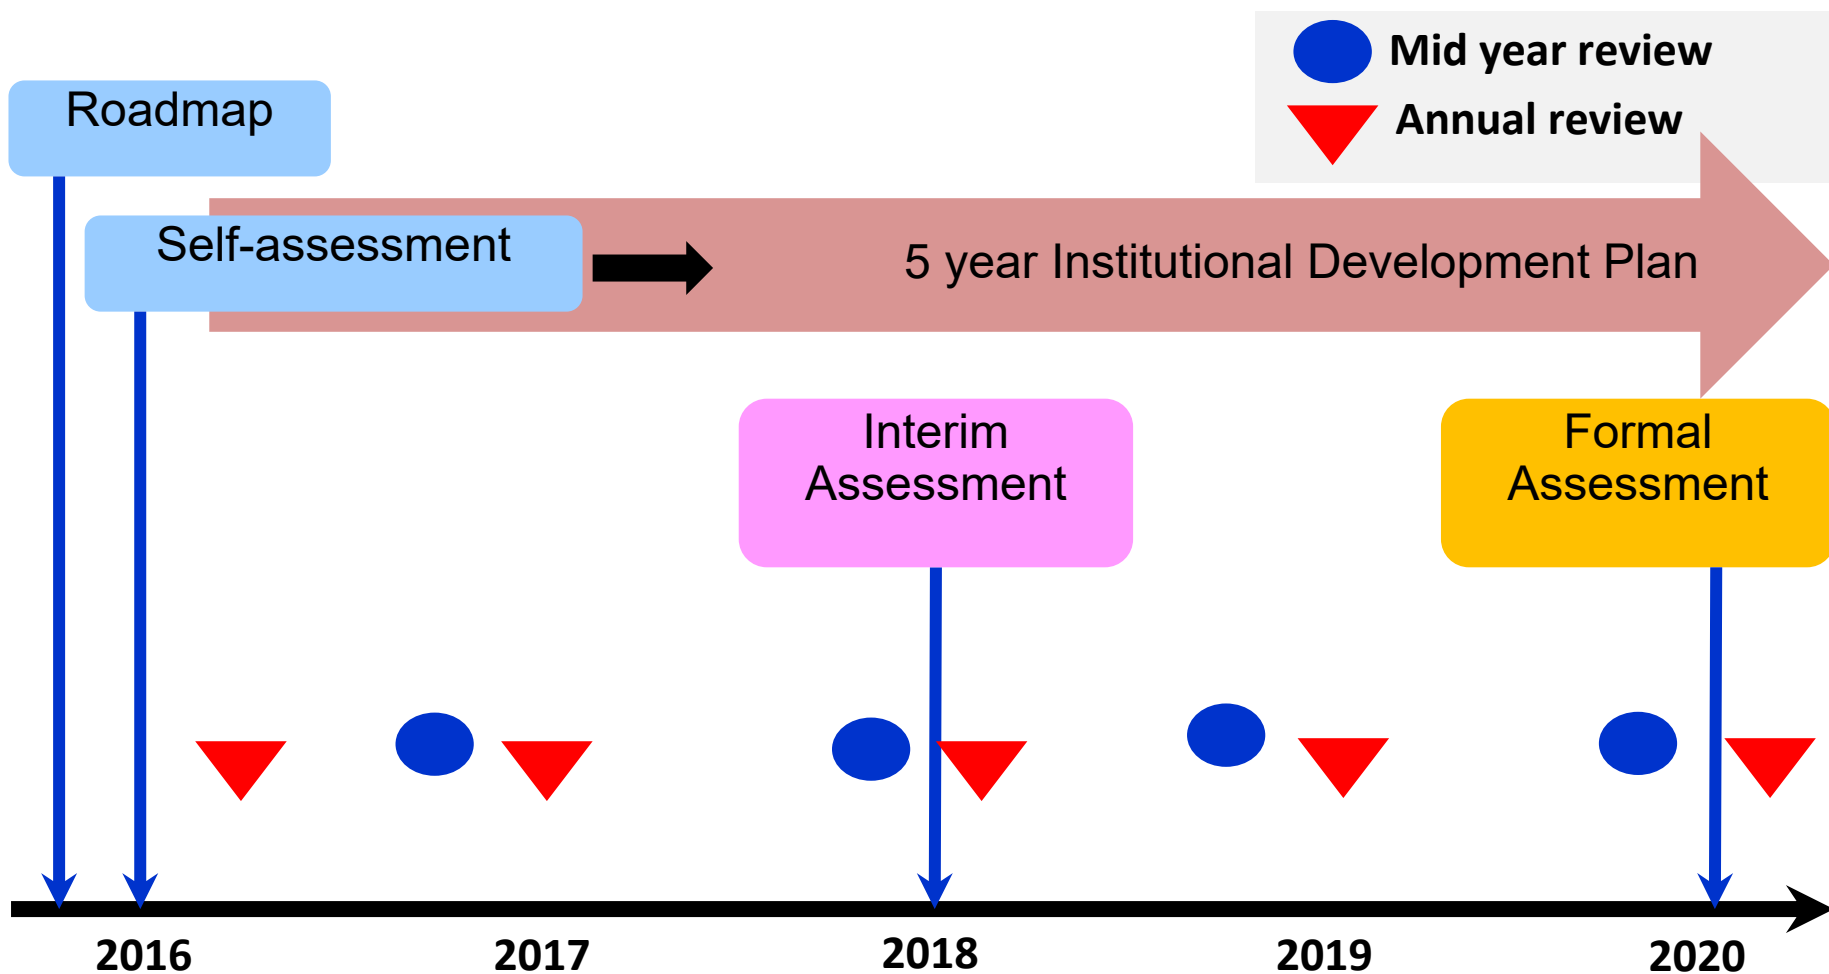 Mid year review
Annual review
Roadmap
Self-assessment
5 year Institutional Development Plan
Interim
Assessment
Formal
Assessment
2016
2017
2018
2019
2020